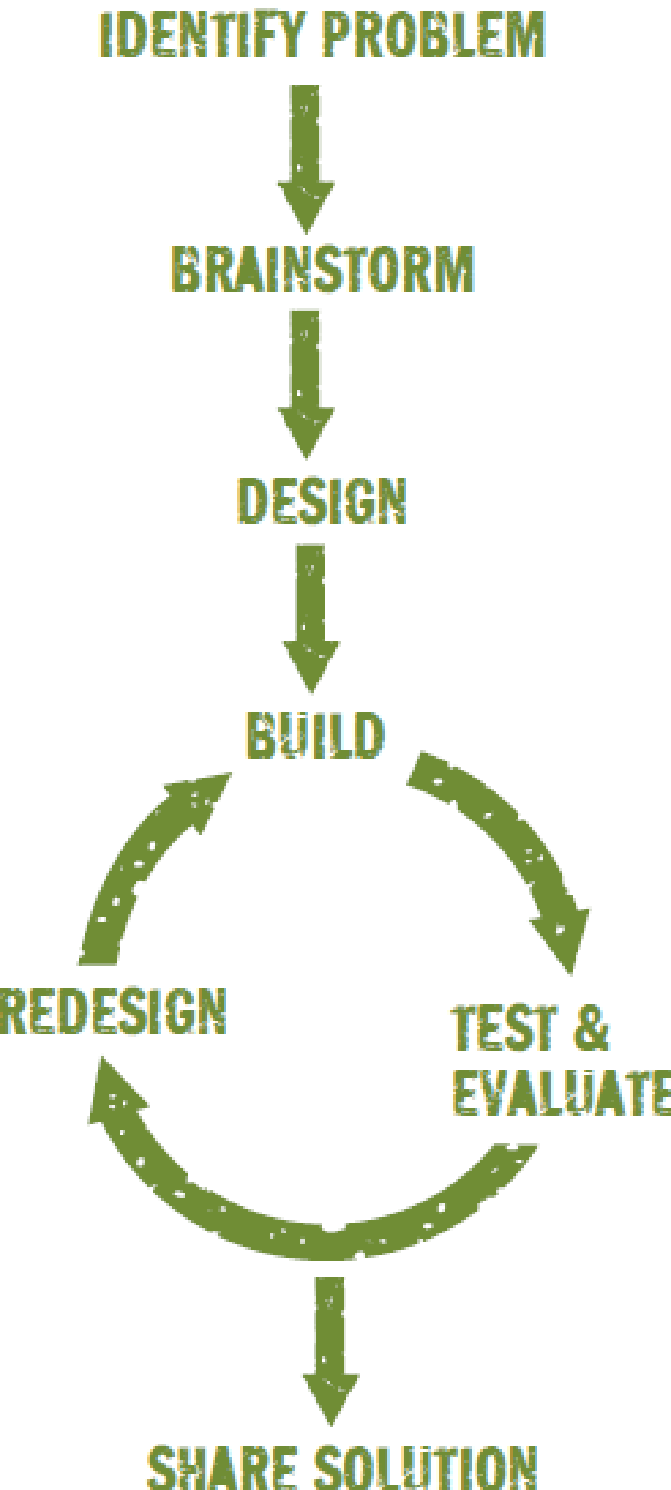 IDENTIFY PROBLEM
BRAINSTORM
DESIGN
BUILD
REDESIGN
TEST &
EVALUATE
SHARE SOLUTION